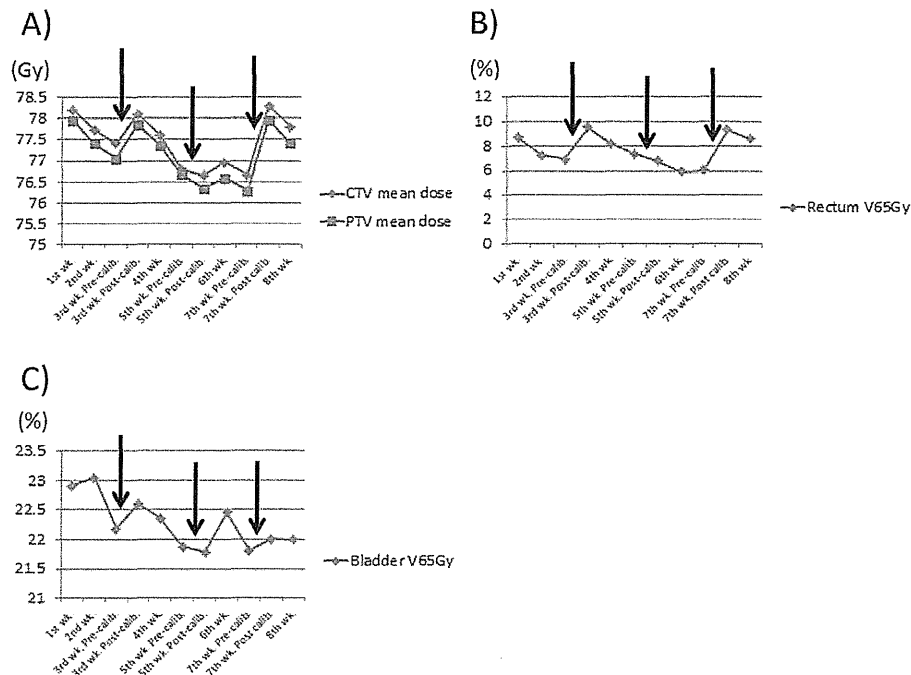 A)
(Gy)
78.5
78
77.5
77
76.5
76
75.5
75
1st wk.
2nd wk.
3rd wk. Pre-calib.
3rd wk. Post-calib.
4th wk
5th wk. Pre-calib
5th wk. Post-calib.
6th wk
7th wk. Pre-calib
7th wk. Post calib
8th wk
CTV mean dose
PTV mean dose
B)
(%)
12
10
8
6
4
2
0
1st wk.
2nd wk.
3rd wk. Pre-calib.
3rd wk. Post-calib.
4th wk
5th wk. Pre-calib
5th wk. Post-calib.
6th wk
7th wk. Pre-calib
7th wk. Post calib
8th wk
Rectum V65Gy
C)
(%)
23.5
23
22.5
22
21.5
21
1st wk.
2nd wk.
3rd wk. Pre-calib.
3rd wk. Post-calib.
4th wk
5th wk. Pre-calib
5th wk. Post-calib.
6th wk
7th wk. Pre-calib
7th wk. Post calib
8th wk
Bladder V65Gy